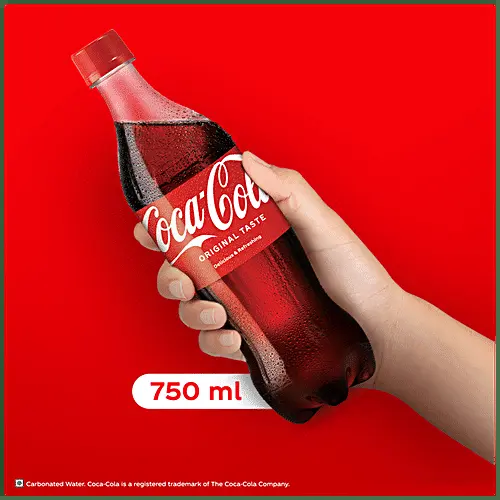 Coca-Cola
ORIGINAL TASTE
Delicious & Refreshing
750 ml
Carbonated Water. Coca-Cola is a registered trademark of The Coca-Cola Company.